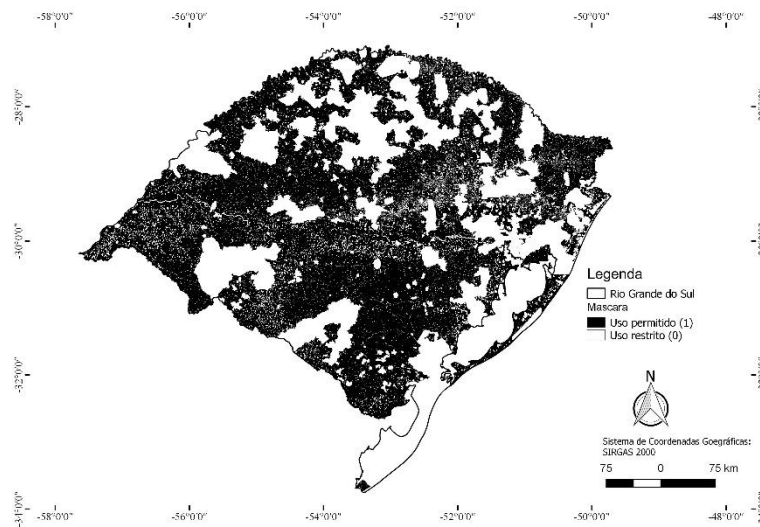 -58°0'0" -56°0'0" -54°0'0" -52°0'0" -50°0'0" -48°0'0"
-28°0'0"
-30°0'0"
-32°0'0"
-34°0'0"
Legenda
Rio Grande do Sul
Mascara
Uso permitido (1)
Uso restrito (0)
N
Sistema de Coordenadas Goegráficas:
SIRGAS 2000
75 0 75 km
-58°0'0" -56°0'0" -54°0'0" -52°0'0" -50°0'0" -48°0'0"